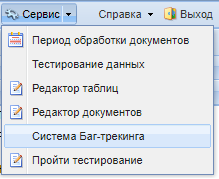 Сервис Справка Выход
Период обработки документов
Тестирование данных
Редактор таблиц
Редактор документов
Система Баг-трекинга
Пройти тестирование